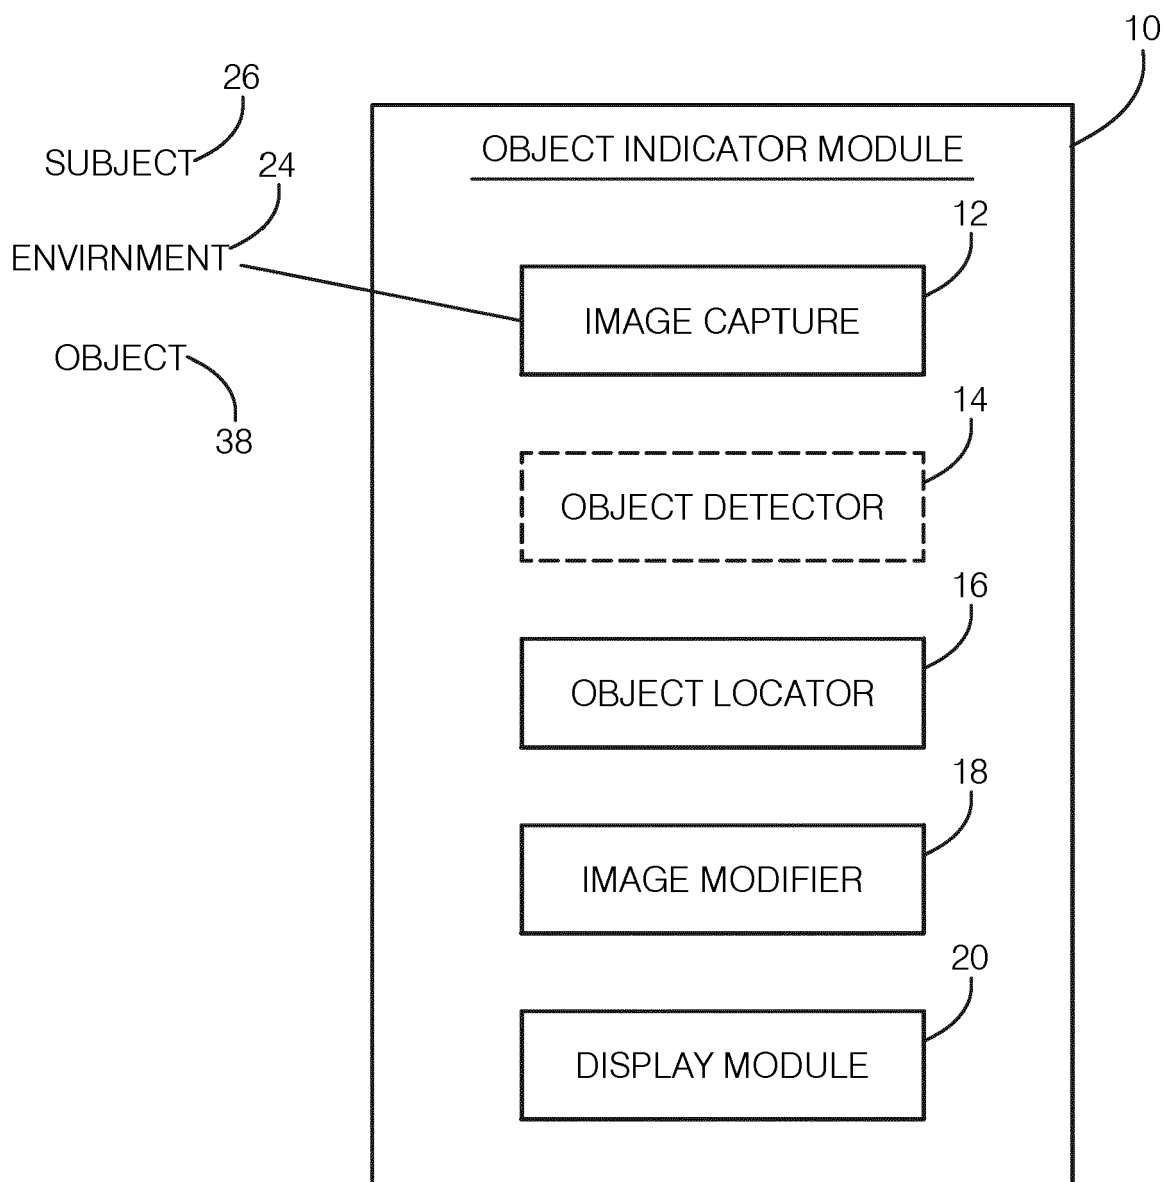 10
26
SUBJECT
OBJECT INDICATOR MODULE
24
ENVIRNMENT
12
IMAGE CAPTURE
OBJECT
38
14
OBJECT DETECTOR
16
OBJECT LOCATOR
18
IMAGE MODIFIER
20
DISPLAY MODULE